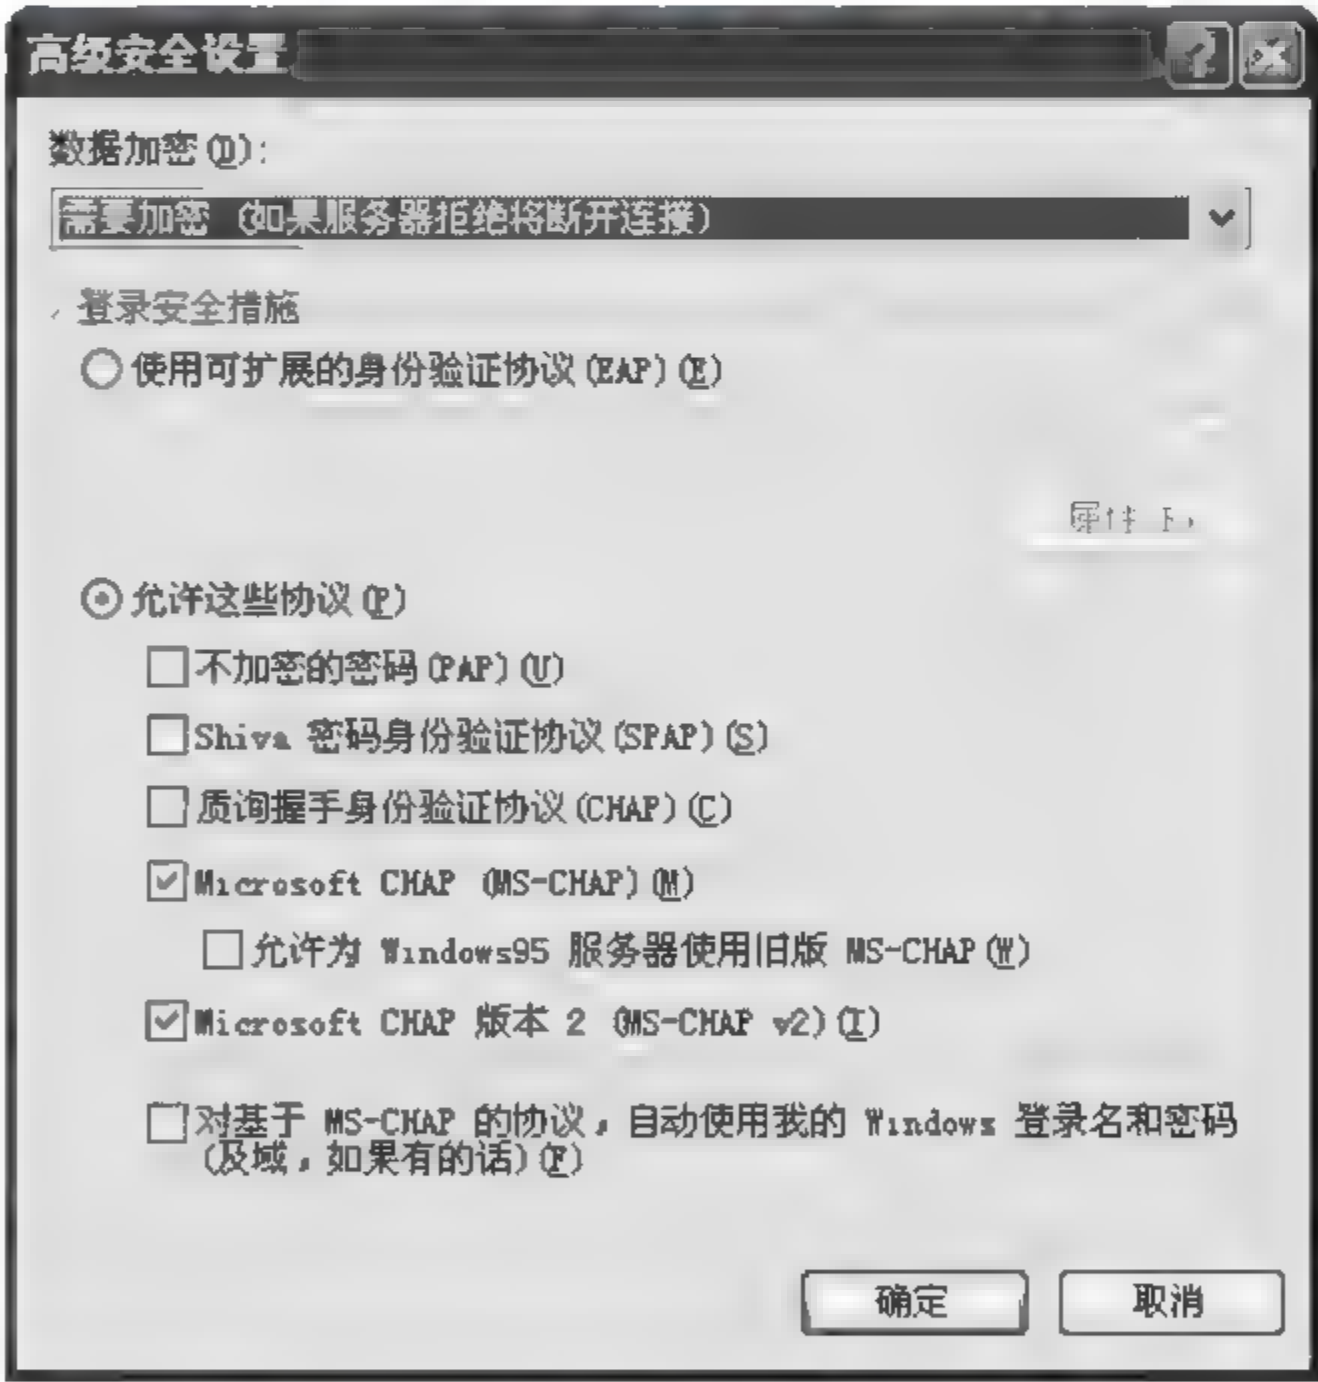 高级安全设置
数据加密(D):
需要加密 (如果服务器拒绝将断开连接)
登录安全措施
使用可扩展的身份验证协议(EAP)(E)
允许这些协议(P)
不加密的密码(PAP)(U)
Shiva 密码身份验证协议(SPAP)(S)
质询握手身份验证协议(CHAP)(C)
Microsoft CHAP (MS-CHAP)(M)
允许为 Windows95 服务器使用旧版 MS-CHAP(W)
Microsoft CHAP 版本 2 (MS-CHAP v2)(I)
对基于 MS-CHAP 的协议，自动使用我的 Windows 登录名和密码
(及域，如果有的话)(F)
确定 取消